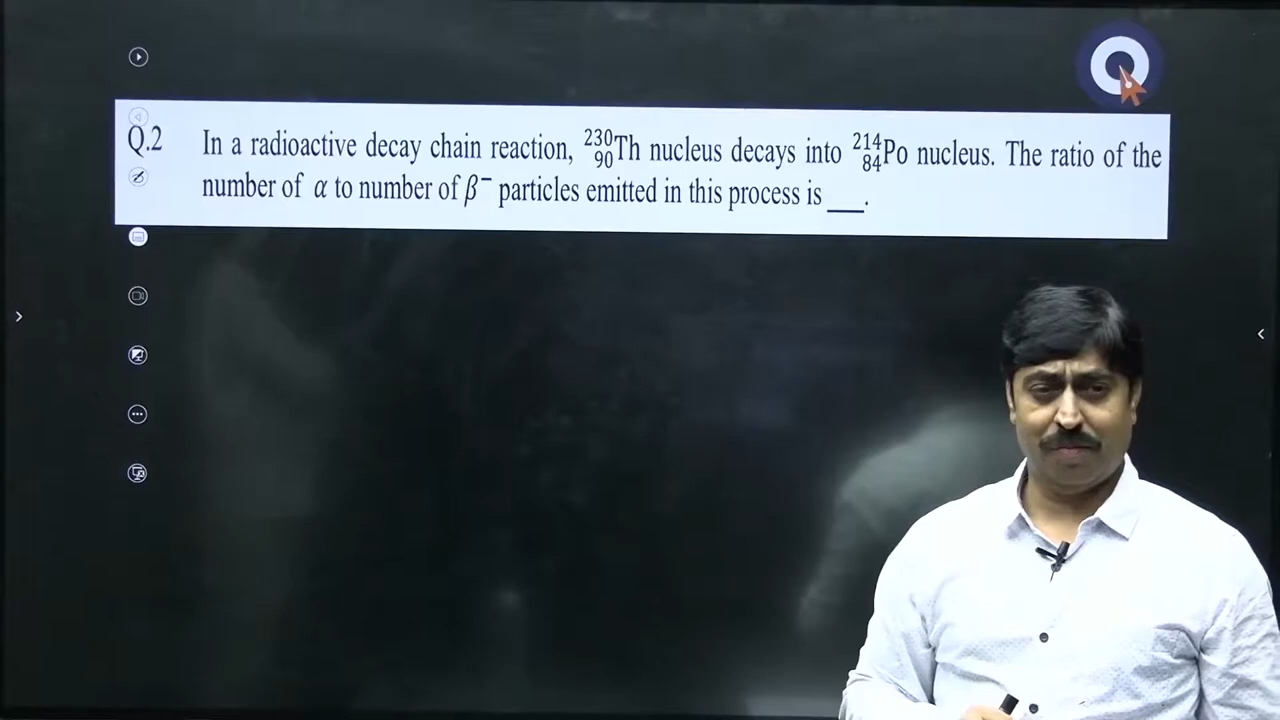 Q.2 In a radioactive decay chain reaction, ²³⁰₉₀Th nucleus decays into ²¹⁴₈₄Po nucleus. The ratio of the
number of α to number of β⁻ particles emitted in this process is ___.